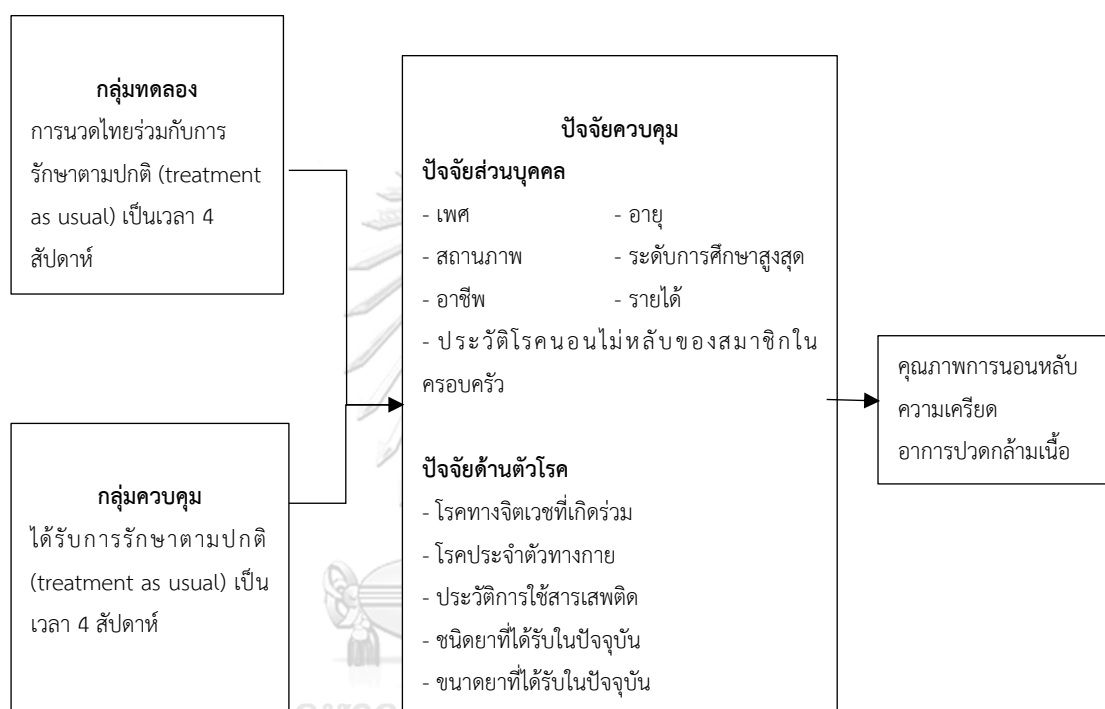 กลุ่มทดลอง
การนวดไทยร่วมกับการ
รักษาตามปกติ (treatment
as usual) เป็นเวลา 4
สัปดาห์
กลุ่มควบคุม
ได้รับการรักษาตามปกติ
(treatment as usual) เป็น
เวลา 4 สัปดาห์
ปัจจัยควบคุม
ปัจจัยส่วนบุคคล
- เพศ - อายุ
- สถานภาพ - ระดับการศึกษาสูงสุด
- อาชีพ - รายได้
- ประวัติโรคนอนไม่หลับของสมาชิกใน
ครอบครัว
ปัจจัยด้านตัวโรค
- โรคทางจิตเวชที่เกิดร่วม
- โรคประจำตัวทางกาย
- ประวัติการใช้สารเสพติด
- ชนิดยาที่ได้รับในปัจจุบัน
- ขนาดยาที่ได้รับในปัจจุบัน
คุณภาพการนอนหลับ
ความเครียด
อาการปวดกล้ามเนื้อ